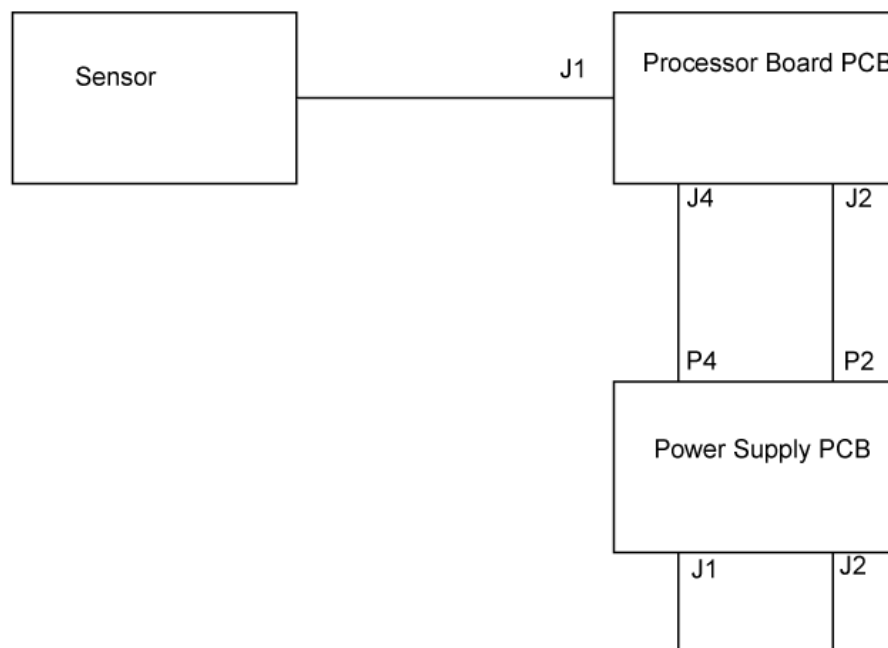 Sensor
J1
Processor Board PCB
J4
J2
P4
P2
Power Supply PCB
J1
J2